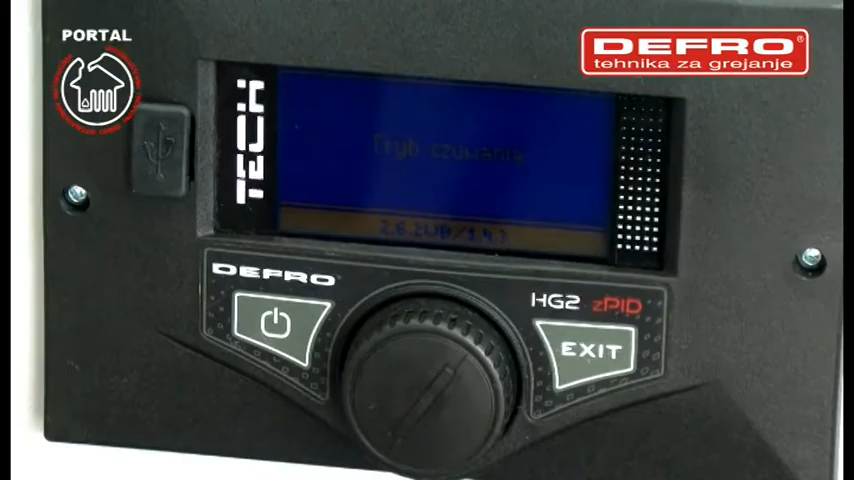 PORTAL
DEFRO®
tehnika za grejanje
TECH
Tryb czuwania
DEFRO
HG2 zPID
EXIT